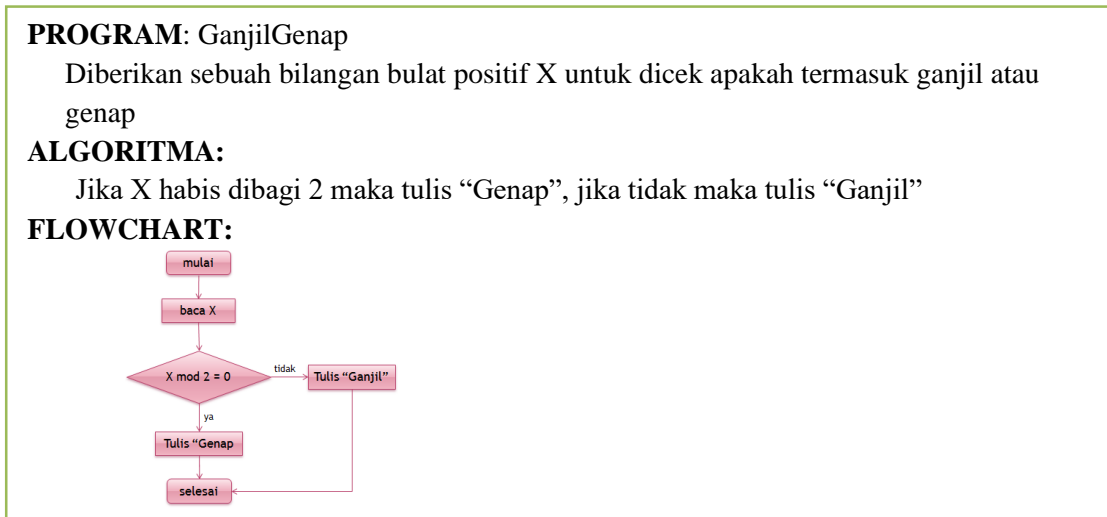 PROGRAM: GanjilGenap
Diberikan sebuah bilangan bulat positif X untuk dicek apakah termasuk ganjil atau
genap
ALGORITMA:
Jika X habis dibagi 2 maka tulis “Genap”, jika tidak maka tulis “Ganjil”
FLOWCHART:
mulai
baca X
X mod 2 = 0
tidak
Tulis “Ganjil”
ya
Tulis “Genap
selesai